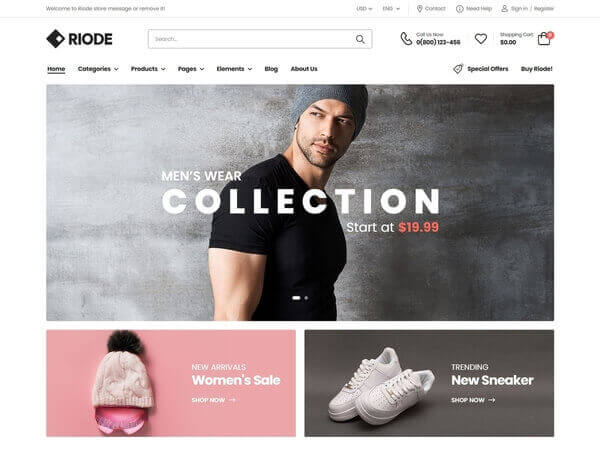 Welcome to Riode store message or remove it!
USD
ENG
Contact
Need Help
Sign in / Register
RIODE
Search...
Call Us Now
0(800) 123-456
Shopping Cart:
$0.00
0
Home
Categories
Products
Pages
Elements
Blog
About Us
Special Offers
Buy Riode!
MEN'S WEAR
COLLECTION
Start at $19.99
NEW ARRIVALS
Women's Sale
SHOP NOW
TRENDING
New Sneaker
SHOP NOW